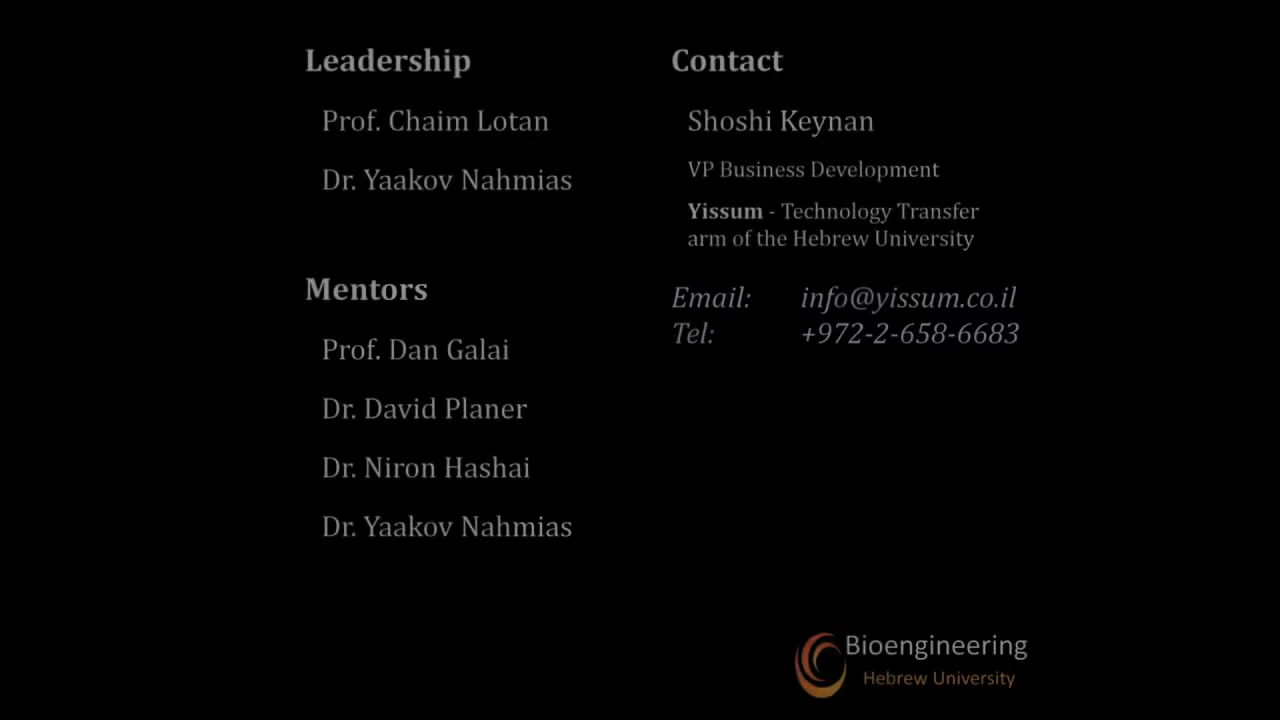 Leadership
Prof. Chaim Lotan
Dr. Yaakov Nahmias
Mentors
Prof. Dan Galai
Dr. David Planer
Dr. Niron Hashai
Dr. Yaakov Nahmias
Contact
Shoshi Keynan
VP Business Development
Yissum - Technology Transfer
arm of the Hebrew University
Email: info@yissum.co.il
Tel: +972-2-658-6683
Bioengineering
Hebrew University